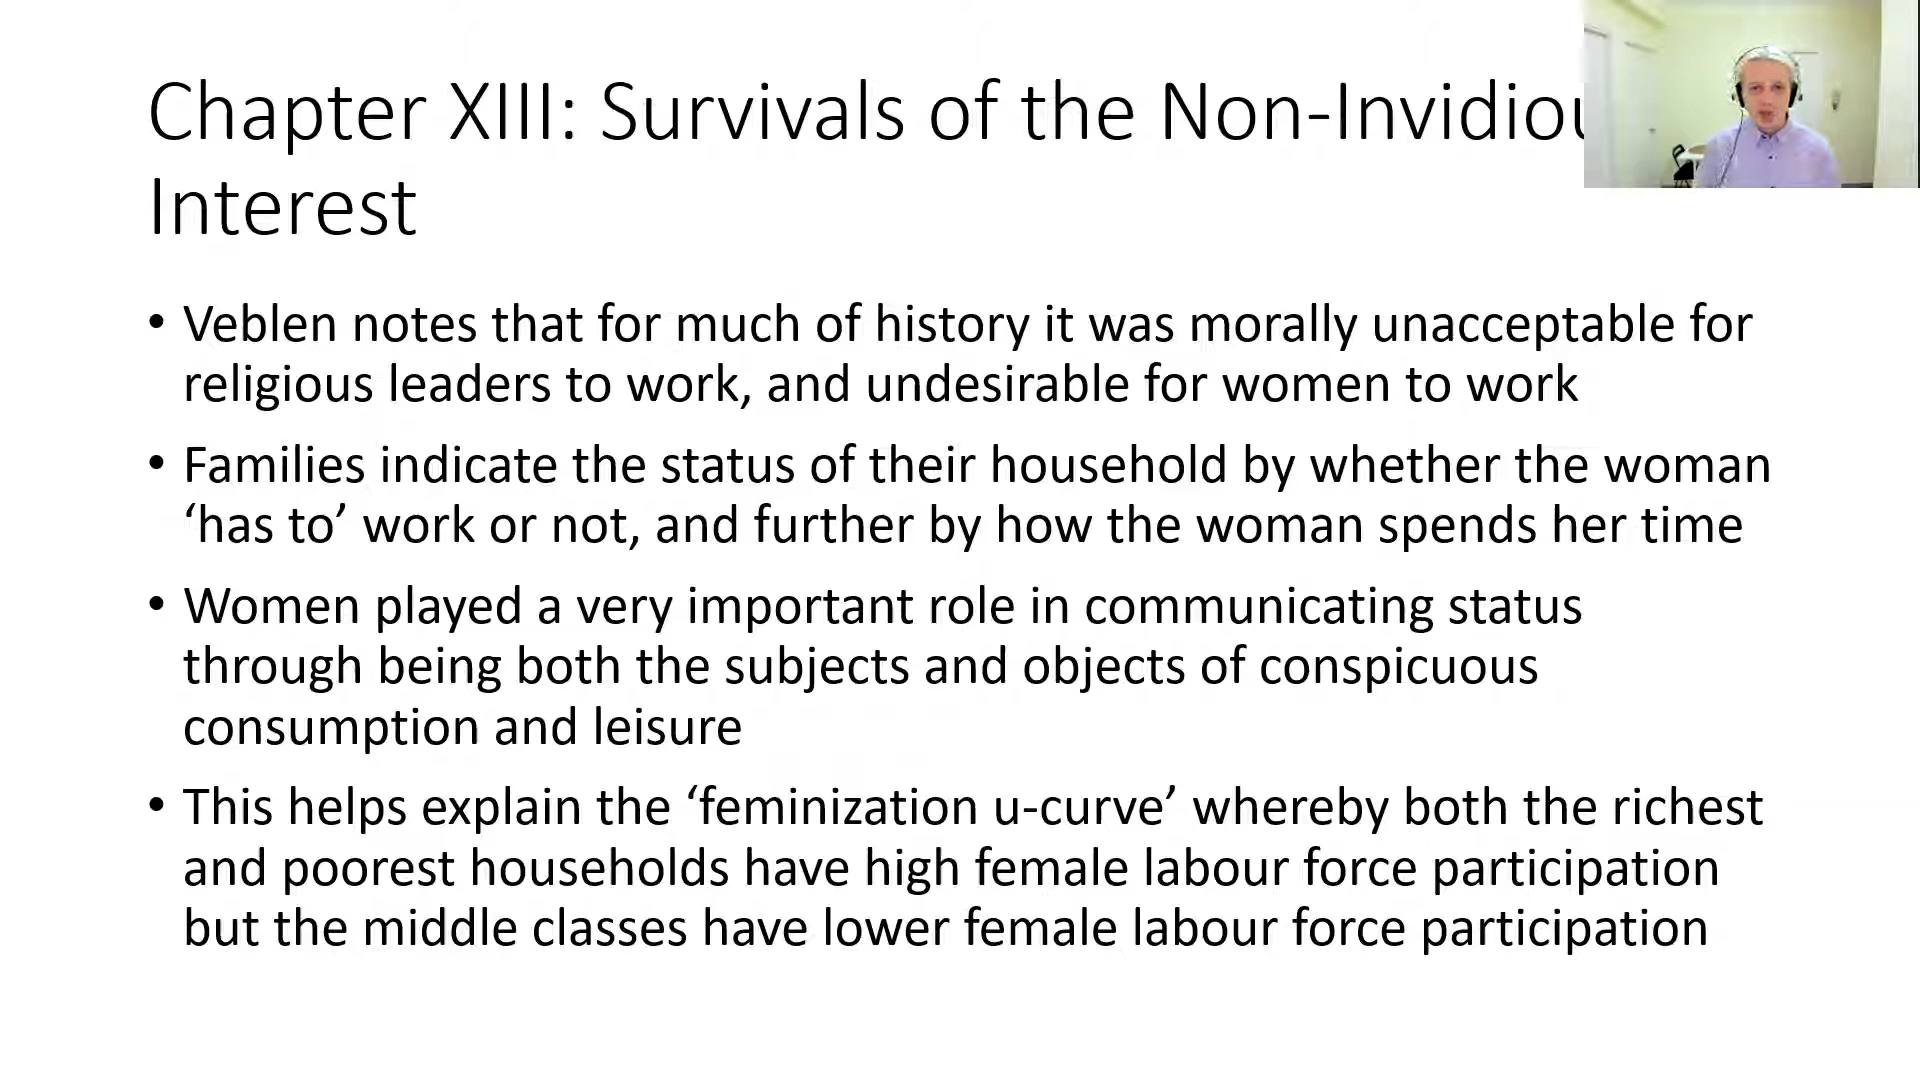 Chapter XIII: Survivals of the Non-Invidiou
Interest
• Veblen notes that for much of history it was morally unacceptable for
religious leaders to work, and undesirable for women to work
• Families indicate the status of their household by whether the woman
‘has to’ work or not, and further by how the woman spends her time
• Women played a very important role in communicating status
through being both the subjects and objects of conspicuous
consumption and leisure
• This helps explain the ‘feminization u-curve’ whereby both the richest
and poorest households have high female labour force participation
but the middle classes have lower female labour force participation